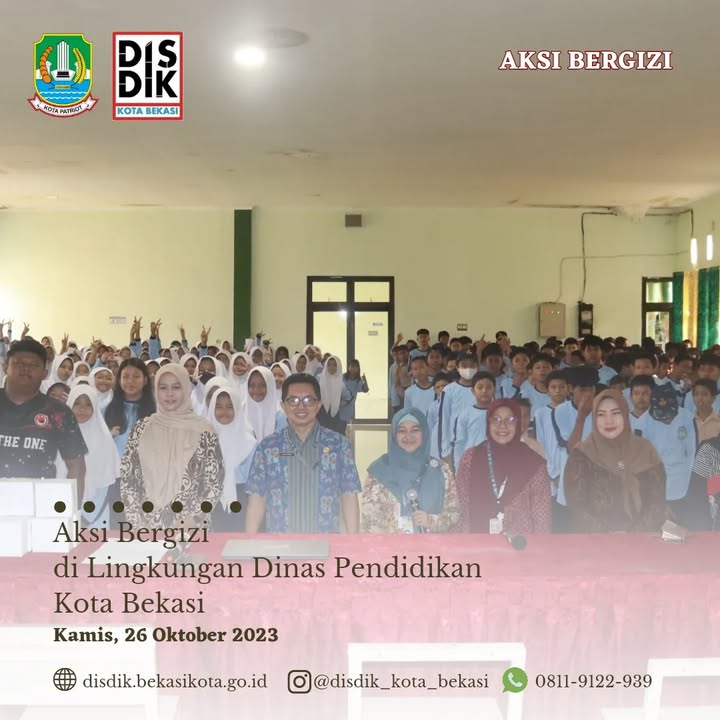 KOTA PATRIOT
DIS
DIK
KOTA BEKASI
AKSI BERGIZI
THE ONE
Aksi Bergizi
di Lingkungan Dinas Pendidikan
Kota Bekasi
Kamis, 26 Oktober 2023
disdik.bekasikota.go.id
@disdik_kota_bekasi
0811-9122-939